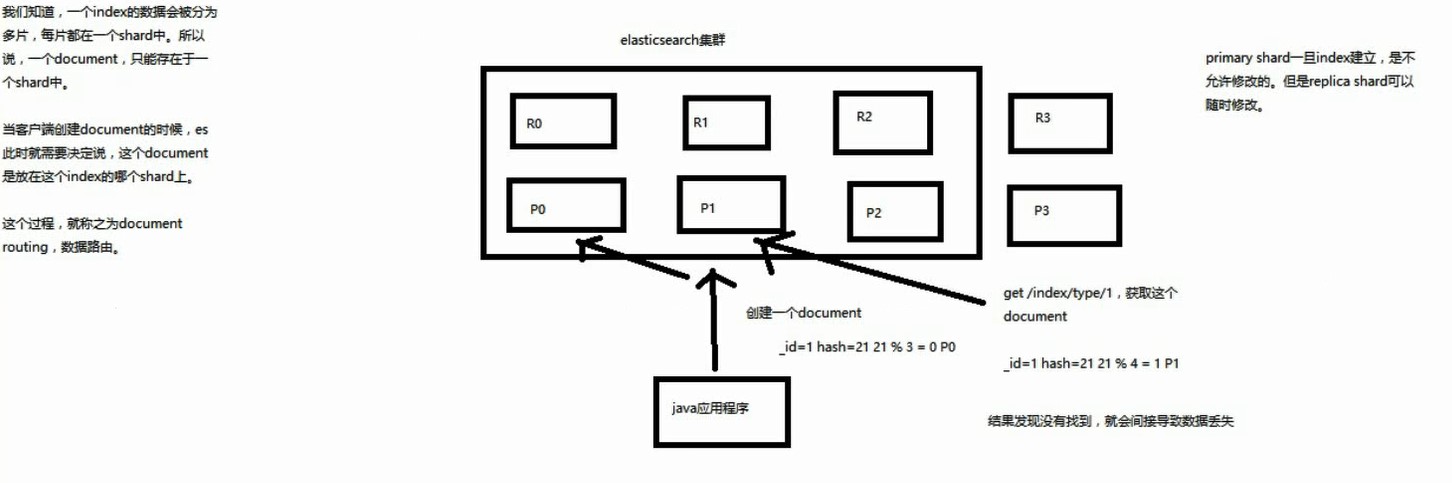 我们知道，一个index的数据会被分为
多片，每片都在一个shard中。所以
说，一个document，只能存在于一
个shard中。
当客户端创建document的时候，es
此时就需要决定说，这个document
是放在这个index的哪个shard上。
这个过程，就称之为document
routing，数据路由。
elasticsearch集群
R0
R1
R2
R3
P0
P1
P2
P3
primary shard一旦index建立，是不
允许修改的。但是replica shard可以
随时修改。
创建一个document
_id=1 hash=21 21 % 3 = 0 P0
java应用程序
get /index/type/1，获取这个
document
_id=1 hash=21 21 % 4 = 1 P1
结果发现没有找到，就会间接导致数据丢失